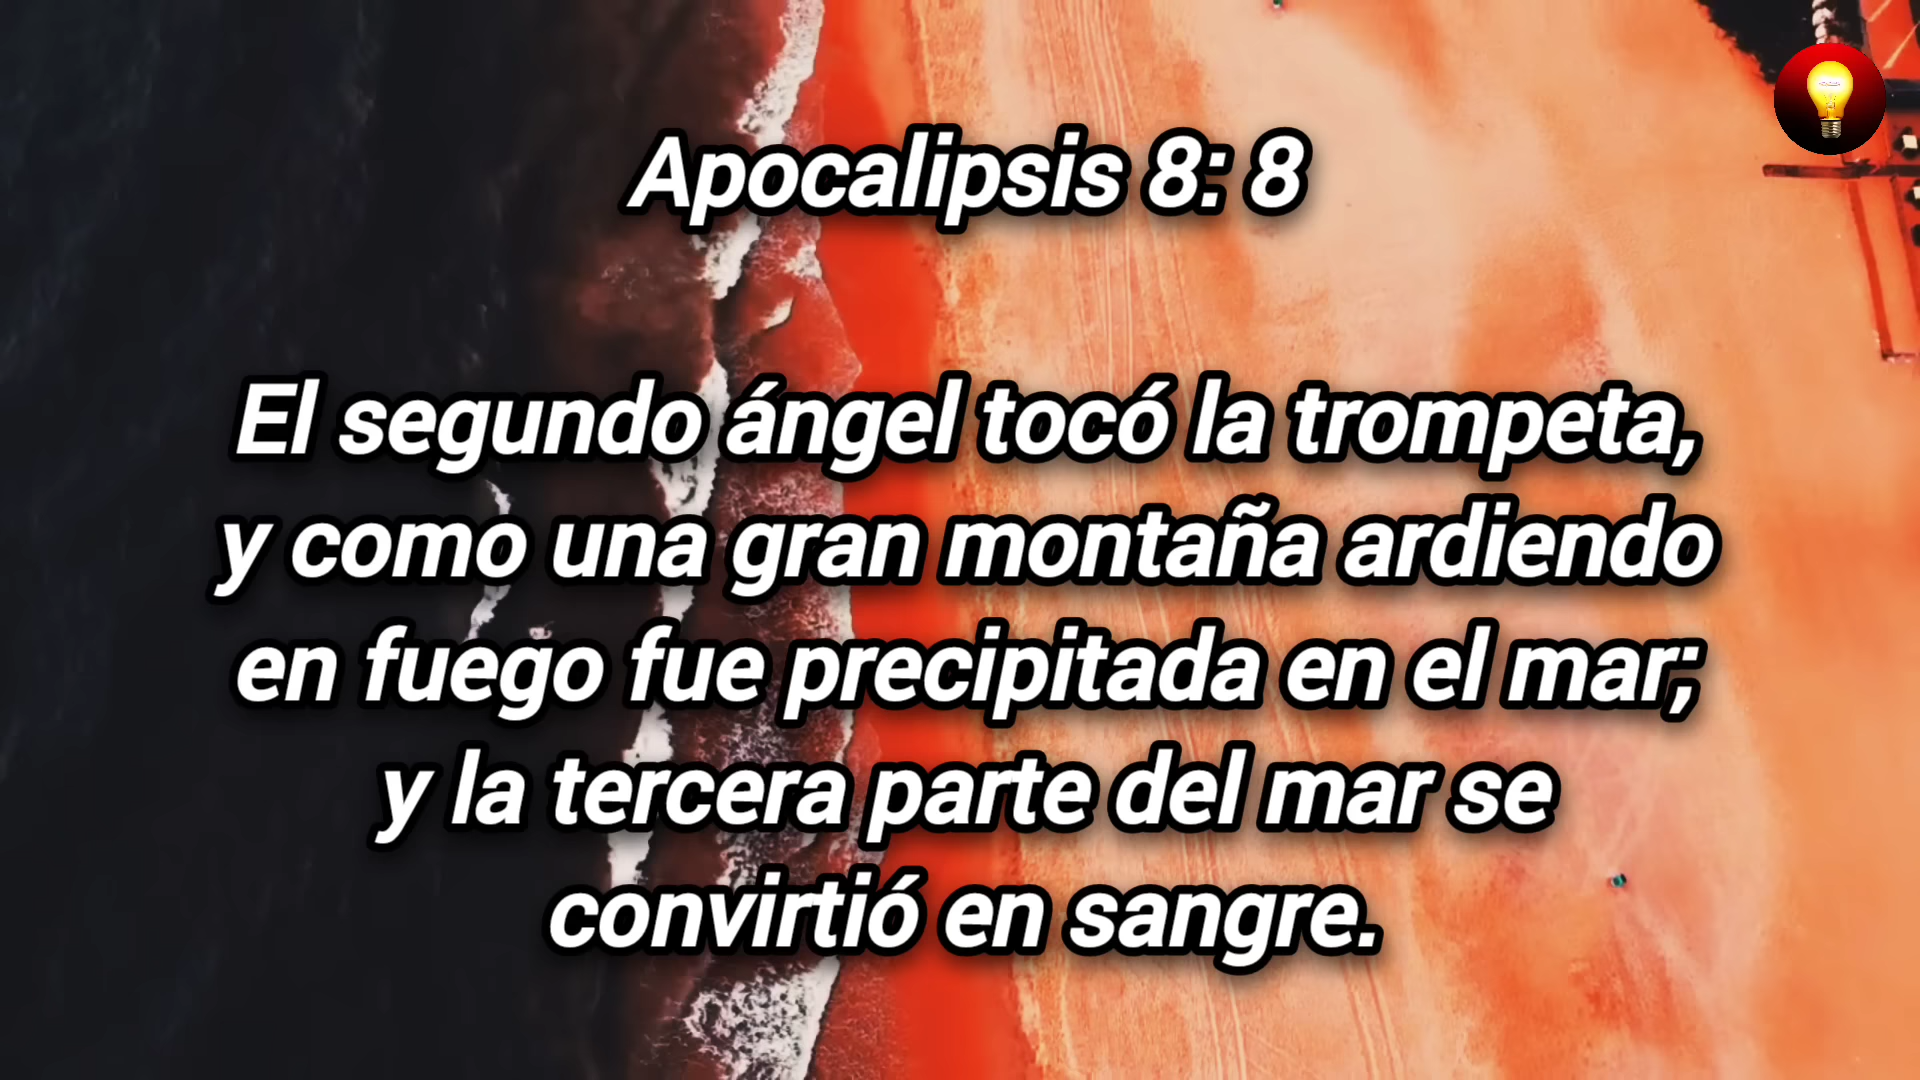 Apocalipsis 8: 8
El segundo ángel tocó la trompeta,
y como una gran montaña ardiendo
en fuego fue precipitada en el mar;
y la tercera parte del mar se
convirtió en sangre.